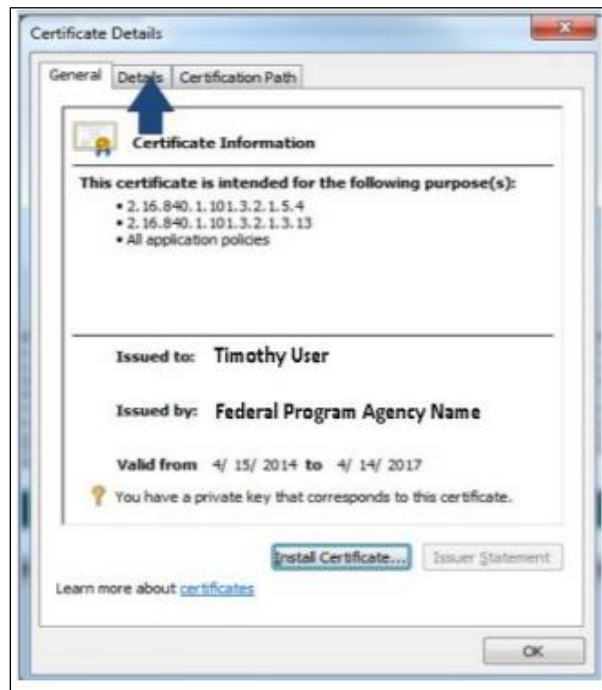 Certificate Details
General Details Certification Path
Certificate Information
This certificate is intended for the following purpose(s):
• 2.16.840.1.101.3.2.1.5.4
• 2.16.840.1.101.3.2.1.3.13
• All application policies
Issued to: Timothy User
Issued by: Federal Program Agency Name
Valid from 4/ 15/ 2014 to 4/ 14/ 2017
You have a private key that corresponds to this certificate.
Install Certificate... Issuer Statement
Learn more about certificates
OK